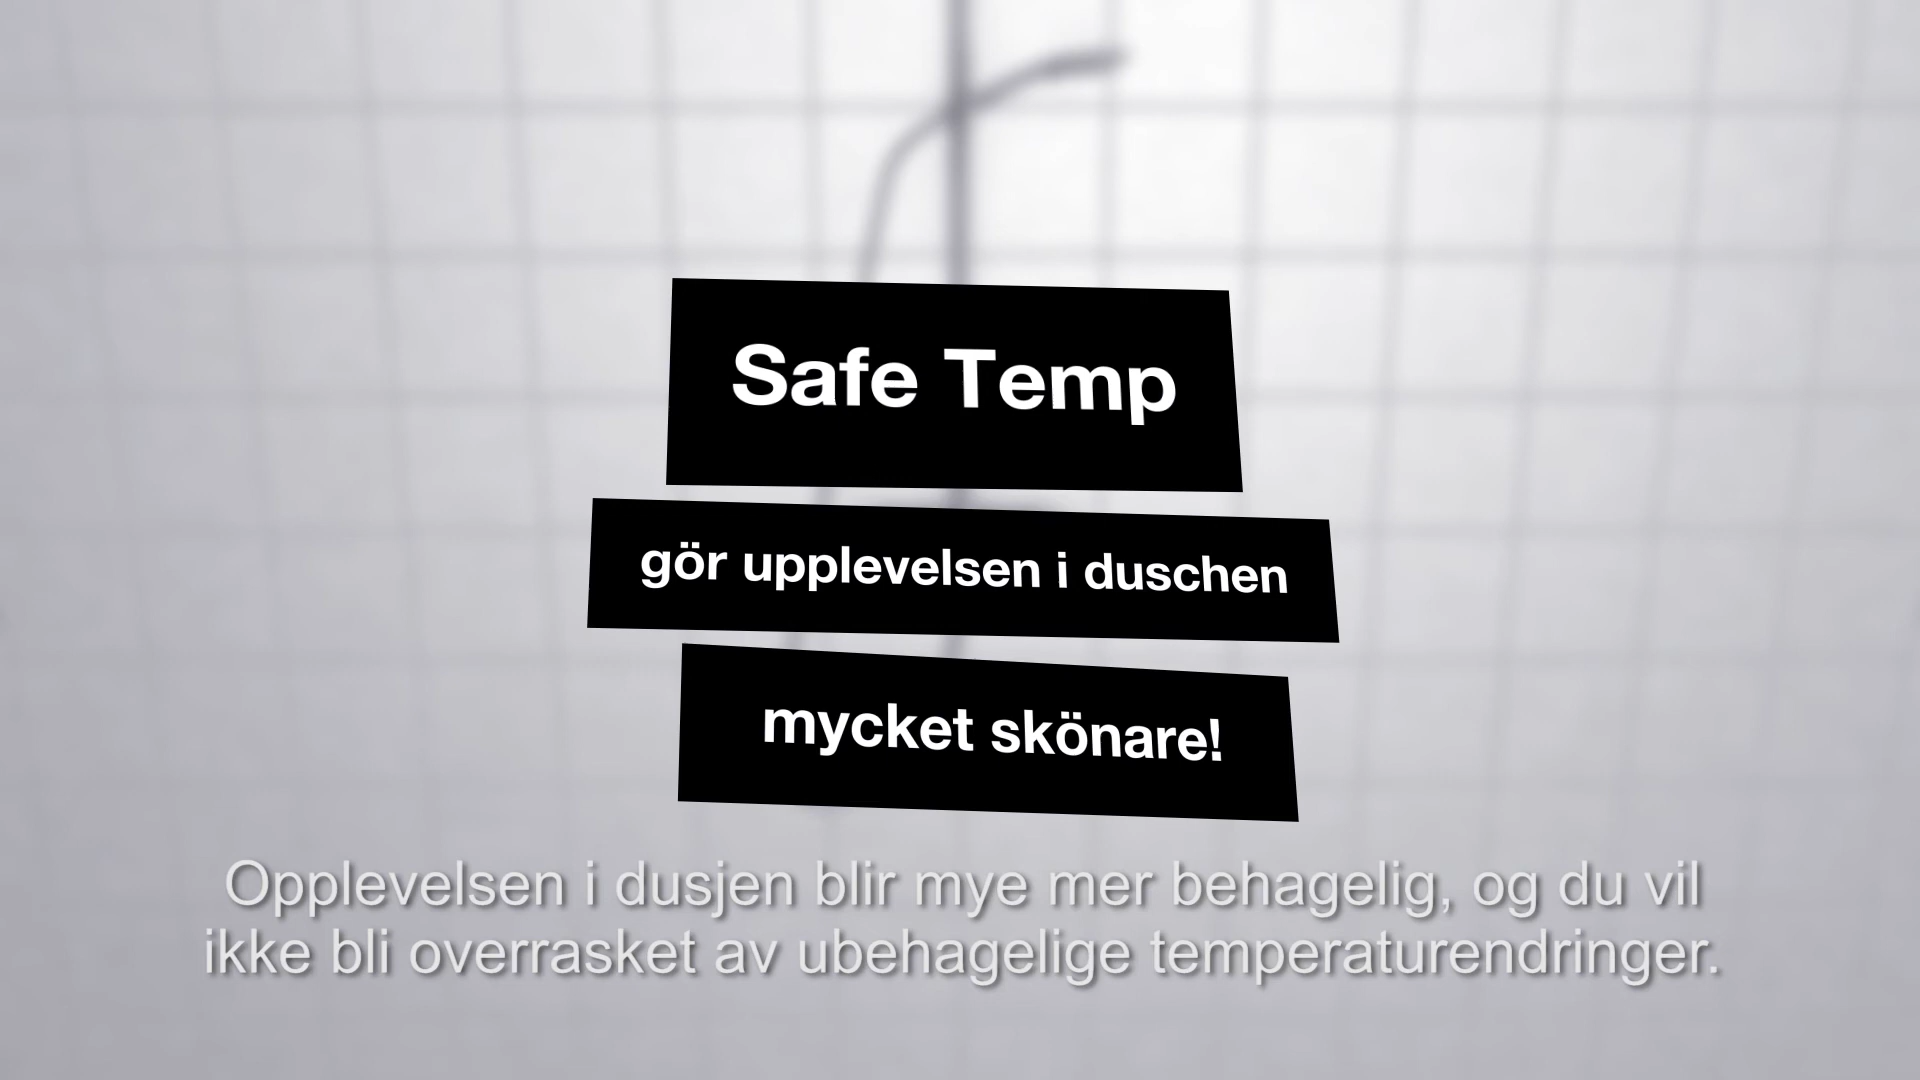 Safe Temp
gör upplevelsen i duschen
mycket skönare!
Opplevelsen i dusjen blir mye mer behagelig, og du vil
ikke bli overrasket av ubehagelige temperaturendringer.